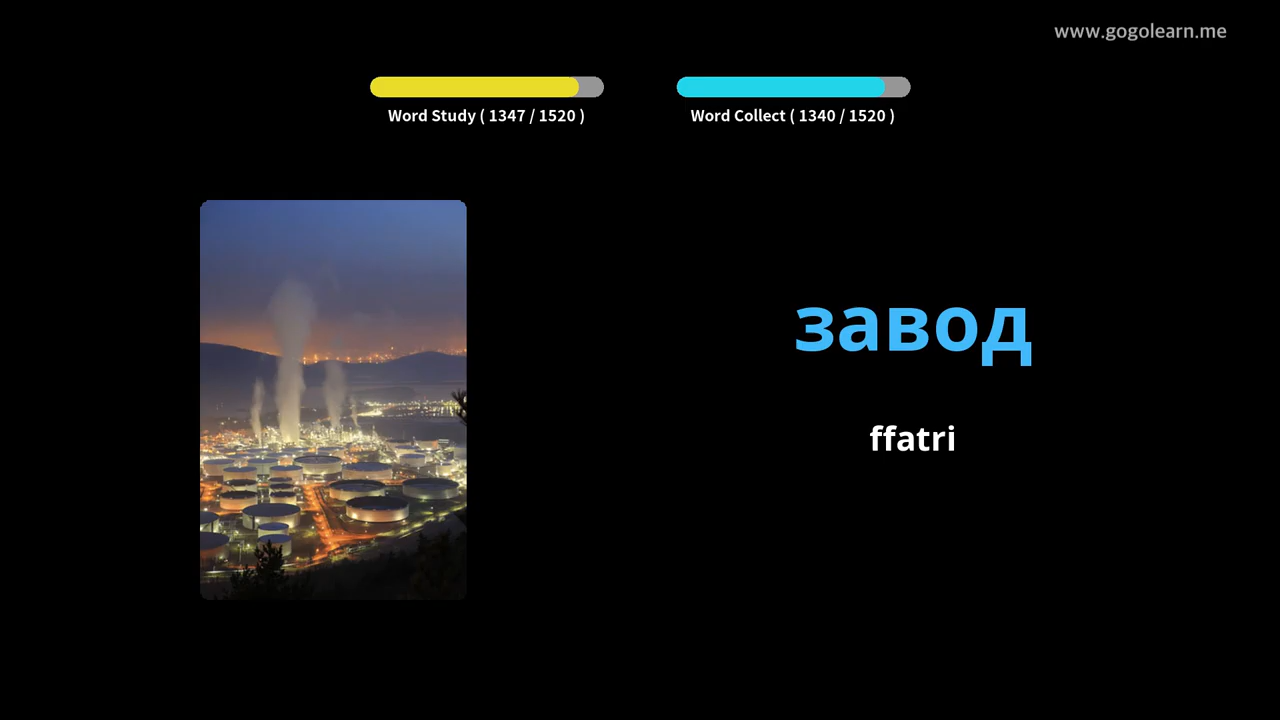 www.gogolearn.me
Word Study ( 1347 / 1520 )
Word Collect ( 1340 / 1520 )
завод
ffatri